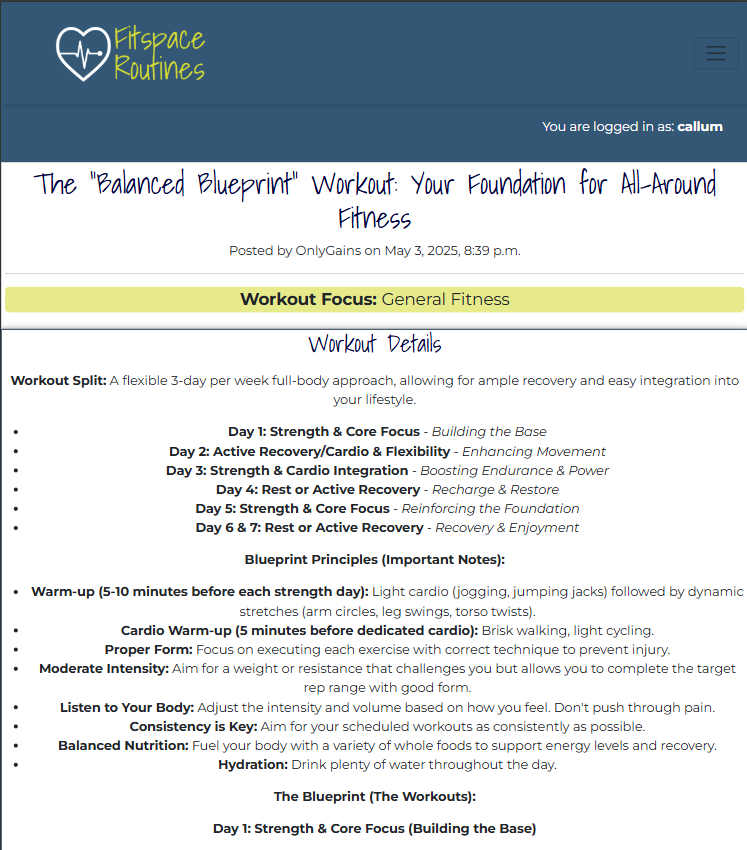 Fitspace
Routines
You are logged in as: callum
The "Balanced Blueprint" Workout: Your Foundation for All-Around
Fitness
Posted by OnlyGains on May 3, 2025, 8:39 p.m.
Workout Focus: General Fitness
Workout Details
Workout Split: A flexible 3-day per week full-body approach, allowing for ample recovery and easy integration into
your lifestyle.
• Day 1: Strength & Core Focus - Building the Base
• Day 2: Active Recovery/Cardio & Flexibility - Enhancing Movement
• Day 3: Strength & Cardio Integration - Boosting Endurance & Power
• Day 4: Rest or Active Recovery - Recharge & Restore
• Day 5: Strength & Core Focus - Reinforcing the Foundation
• Day 6 & 7: Rest or Active Recovery - Recovery & Enjoyment
Blueprint Principles (Important Notes):
• Warm-up (5-10 minutes before each strength day): Light cardio (jogging, jumping jacks) followed by dynamic
stretches (arm circles, leg swings, torso twists).
• Cardio Warm-up (5 minutes before dedicated cardio): Brisk walking, light cycling.
• Proper Form: Focus on executing each exercise with correct technique to prevent injury.
• Moderate Intensity: Aim for a weight or resistance that challenges you but allows you to complete the target
rep range with good form.
• Listen to Your Body: Adjust the intensity and volume based on how you feel. Don't push through pain.
• Consistency is Key: Aim for your scheduled workouts as consistently as possible.
• Balanced Nutrition: Fuel your body with a variety of whole foods to support energy levels and recovery.
• Hydration: Drink plenty of water throughout the day.
The Blueprint (The Workouts):
Day 1: Strength & Core Focus (Building the Base)